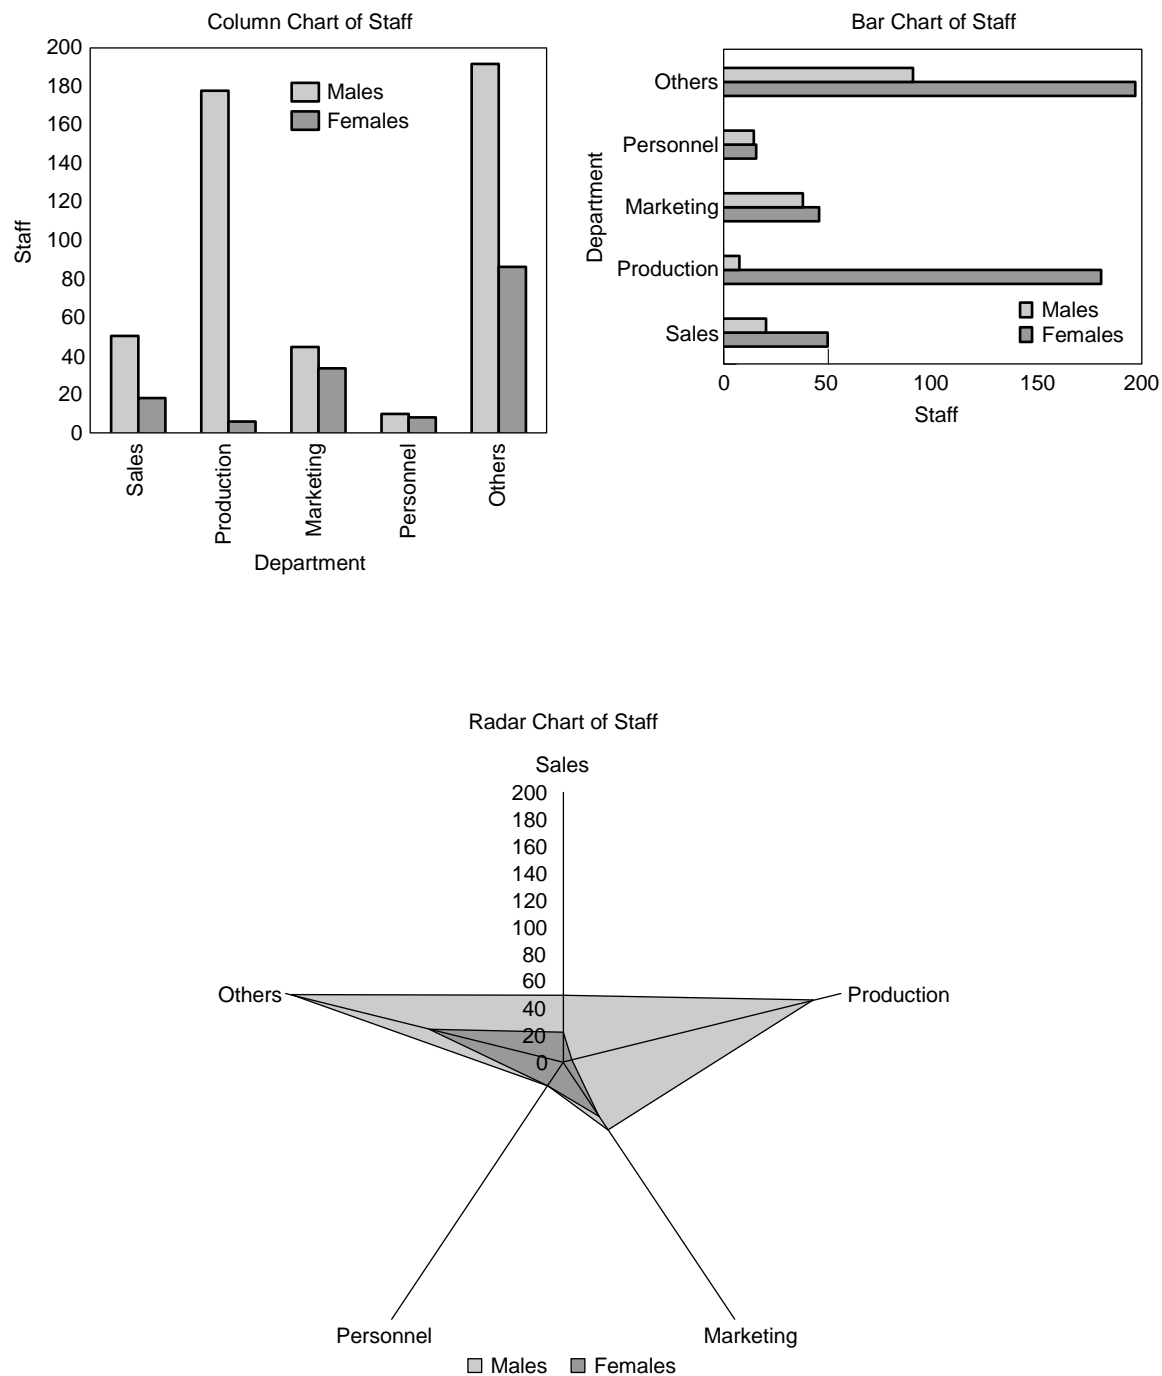 Column Chart of Staff
200
180
160
140
120
100
80
60
40
20
0
Staff
Males
Females
Sales
Production
Marketing
Personnel
Others
Department
Bar Chart of Staff
Others
Personnel
Marketing
Production
Sales
Department
Males
Females
0 50 100 150 200
Staff
Radar Chart of Staff
Sales
200
180
160
140
120
100
80
60
40
20
0
Others
Production
Personnel
Marketing
Males Females